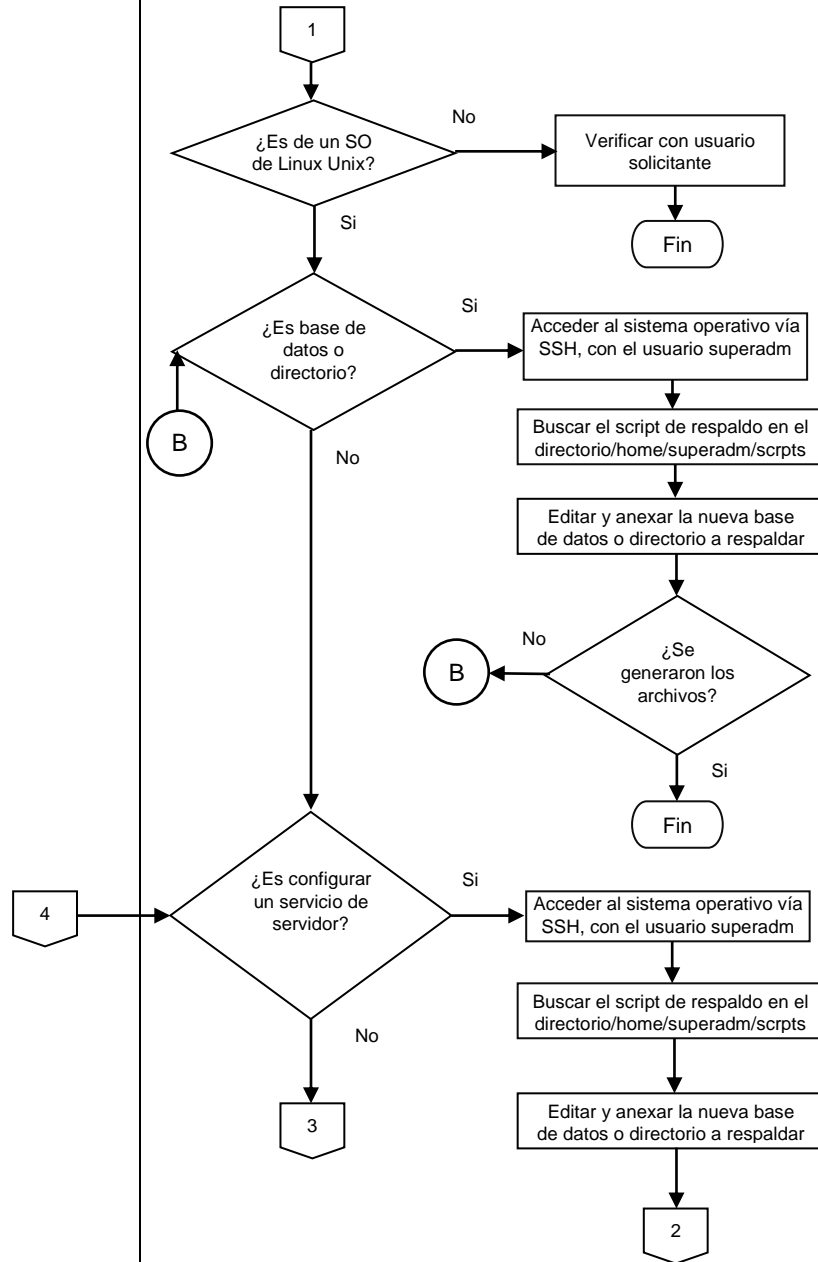 1
¿Es de un SO
de Linux Unix?
No
Verificar con usuario
solicitante
Si
Fin
¿Es base de
datos o
directorio?
Si
Acceder al sistema operativo vía
SSH, con el usuario superadm
B
No
Buscar el script de respaldo en el
directorio/home/superadm/scrpts
Editar y anexar la nueva base
de datos o directorio a respaldar
¿Se
generaron los
archivos?
No
B
Si
Fin
4
¿Es configurar
un servicio de
servidor?
Si
Acceder al sistema operativo vía
SSH, con el usuario superadm
No
Buscar el script de respaldo en el
directorio/home/superadm/scrpts
3
Editar y anexar la nueva base
de datos o directorio a respaldar
2